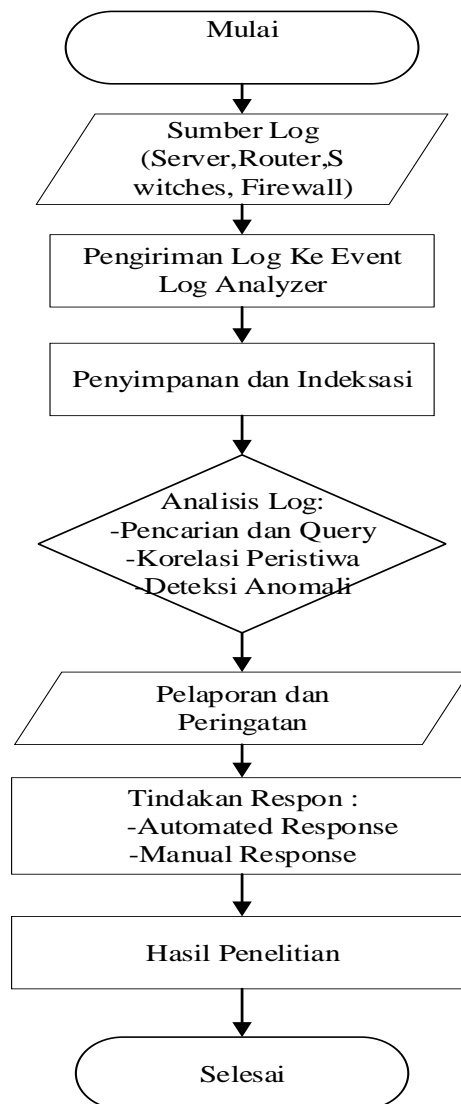 Mulai
Sumber Log
(Server,Router,S
witches, Firewall)
Pengiriman Log Ke Event
Log Analyzer
Penyimpanan dan Indeksasi
Analisis Log:
-Pencarian dan Query
-Korelasi Peristiwa
-Deteksi Anomali
Pelaporan dan
Peringatan
Tindakan Respon :
-Automated Response
-Manual Response
Hasil Penelitian
Selesai